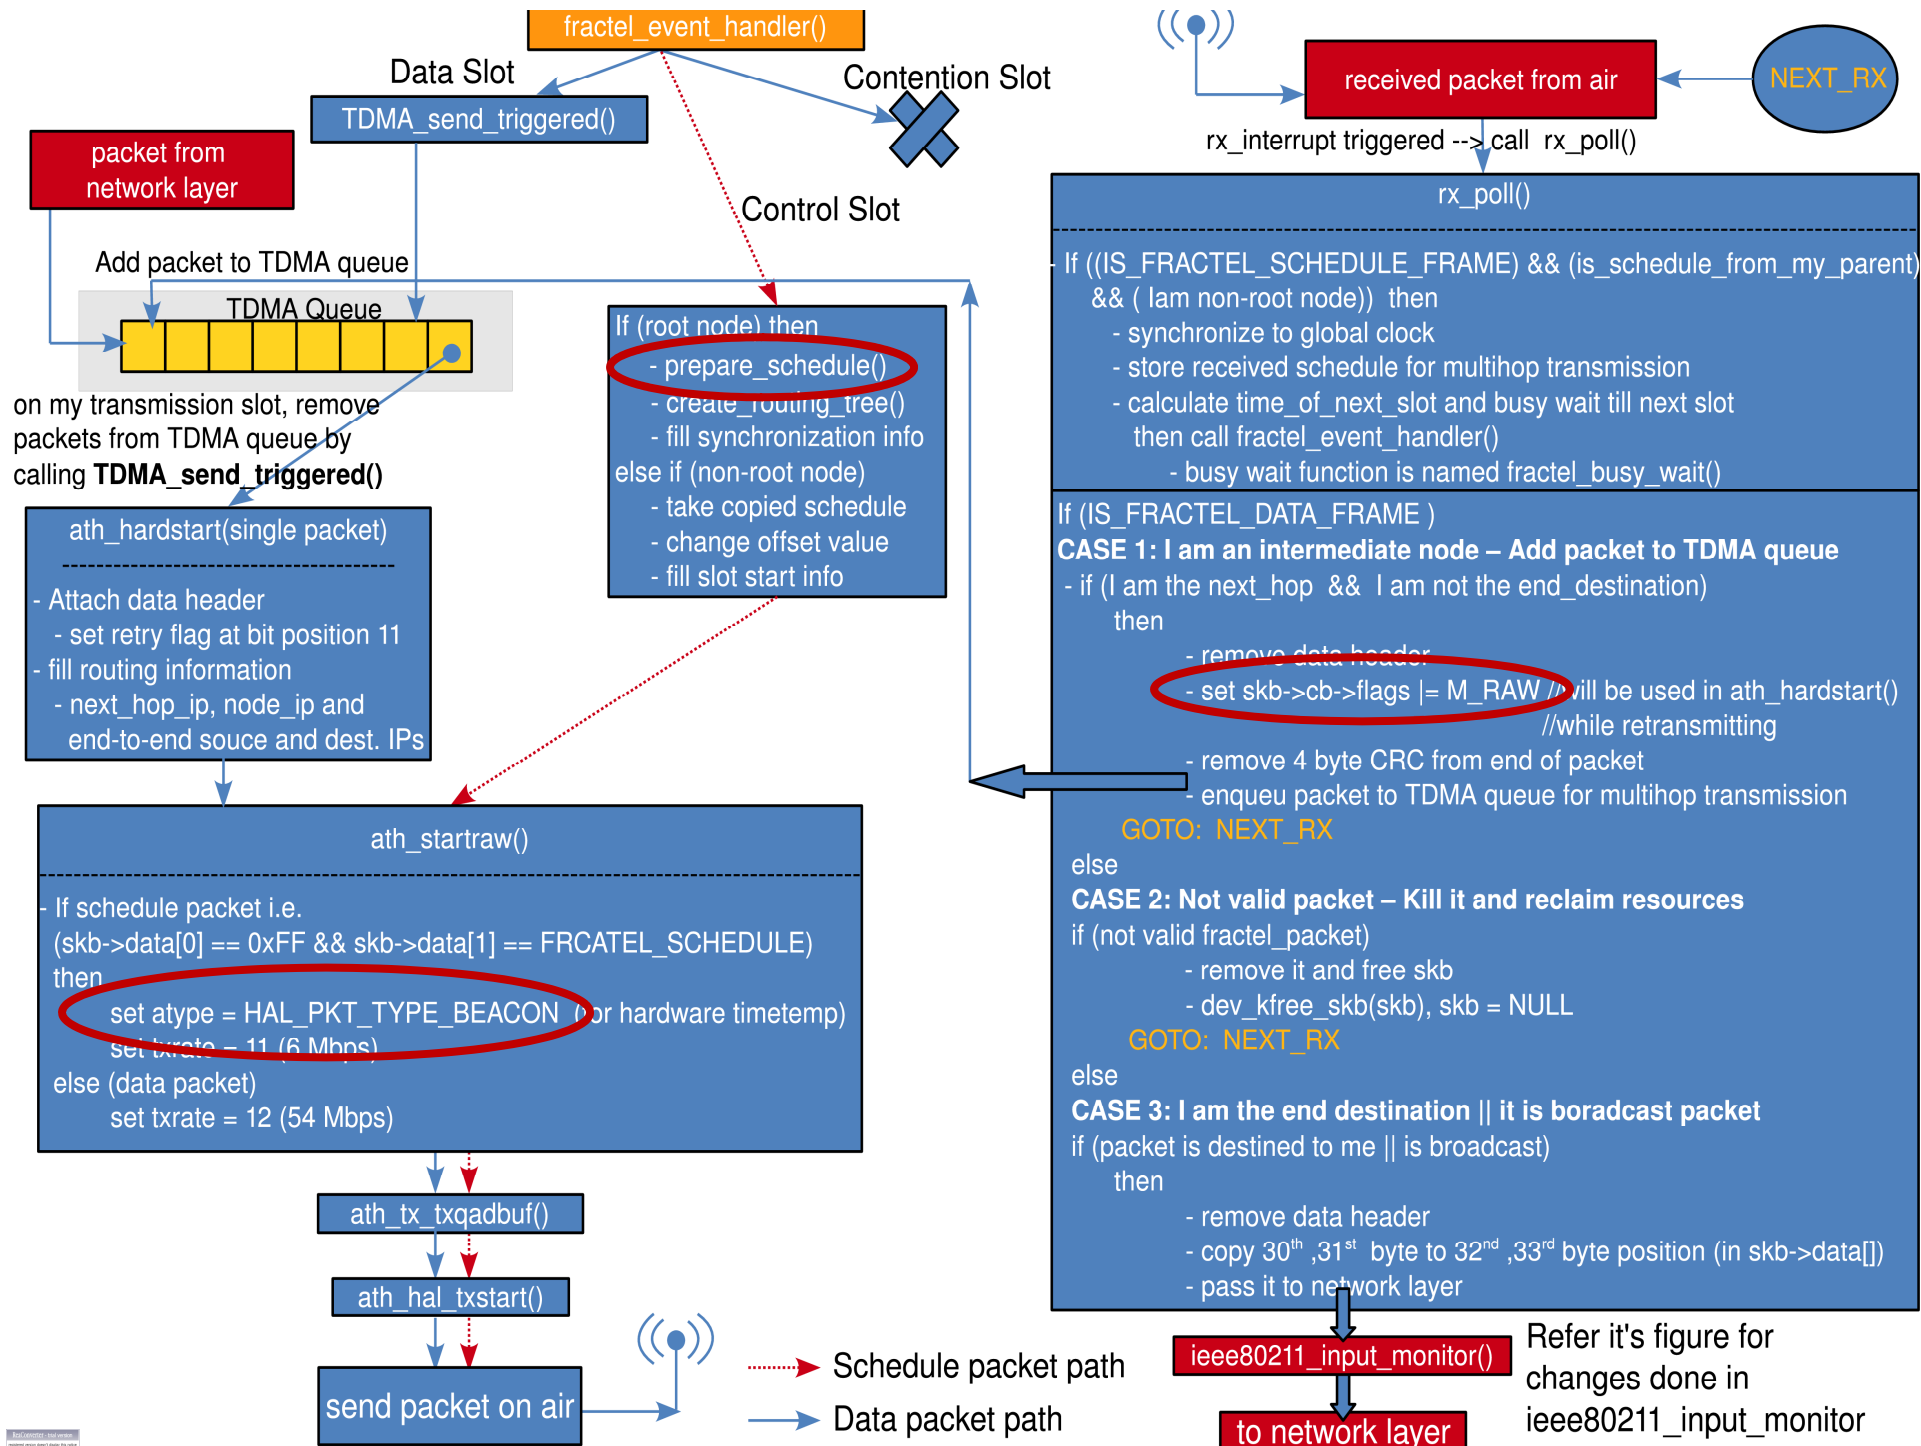 fractel_event_handler()
Data Slot
Contention Slot
TDMA_send_triggered()
packet from
network layer
Control Slot
Add packet to TDMA queue
TDMA Queue
on my transmission slot, remove
packets from TDMA queue by
calling TDMA_send_triggered()
If (root node) then
- prepare_schedule()
- create_routing_tree()
- fill synchronization info
else if (non-root node)
- take copied schedule
- change offset value
- fill slot start info
ath_hardstart(single packet)
- Attach data header
- set retry flag at bit position 11
- fill routing information
- next_hop_ip, node_ip and
end-to-end souce and dest. IPs
ath_startraw()
- If schedule packet i.e.
(skb->data[0] == 0xFF && skb->data[1] == FRCATEL_SCHEDULE)
then
set atype = HAL_PKT_TYPE_BEACON (for hardware timetemp)
set txrate = 11 (6 Mbps)
else (data packet)
set txrate = 12 (54 Mbps)
ath_tx_txqadbuf()
ath_hal_txstart()
send packet on air
Schedule packet path
Data packet path
received packet from air
NEXT_RX
rx_interrupt triggered --> call rx_poll()
rx_poll()
- If ((IS_FRACTEL_SCHEDULE_FRAME) && (is_schedule_from_my_parent)
&& ( Iam non-root node)) then
- synchronize to global clock
- store received schedule for multihop transmission
- calculate time_of_next_slot and busy wait till next slot
then call fractel_event_handler()
- busy wait function is named fractel_busy_wait()
If (IS_FRACTEL_DATA_FRAME )
CASE 1: I am an intermediate node – Add packet to TDMA queue
- if (I am the next_hop && I am not the end_destination)
then
- remove data header
- set skb->cb->flags |= M_RAW //will be used in ath_hardstart()
//while retransmitting
- remove 4 byte CRC from end of packet
- enqueu packet to TDMA queue for multihop transmission
GOTO: NEXT_RX
else
CASE 2: Not valid packet – Kill it and reclaim resources
if (not valid fractel_packet)
- remove it and free skb
- dev_kfree_skb(skb), skb = NULL
GOTO: NEXT_RX
else
CASE 3: I am the end destination || it is boradcast packet
if (packet is destined to me || is broadcast)
then
- remove data header
- copy 30th ,31st byte to 32nd ,33rd byte position (in skb->data[])
- pass it to network layer
ieee80211_input_monitor()
to network layer
Refer it's figure for
changes done in
ieee80211_input_monitor